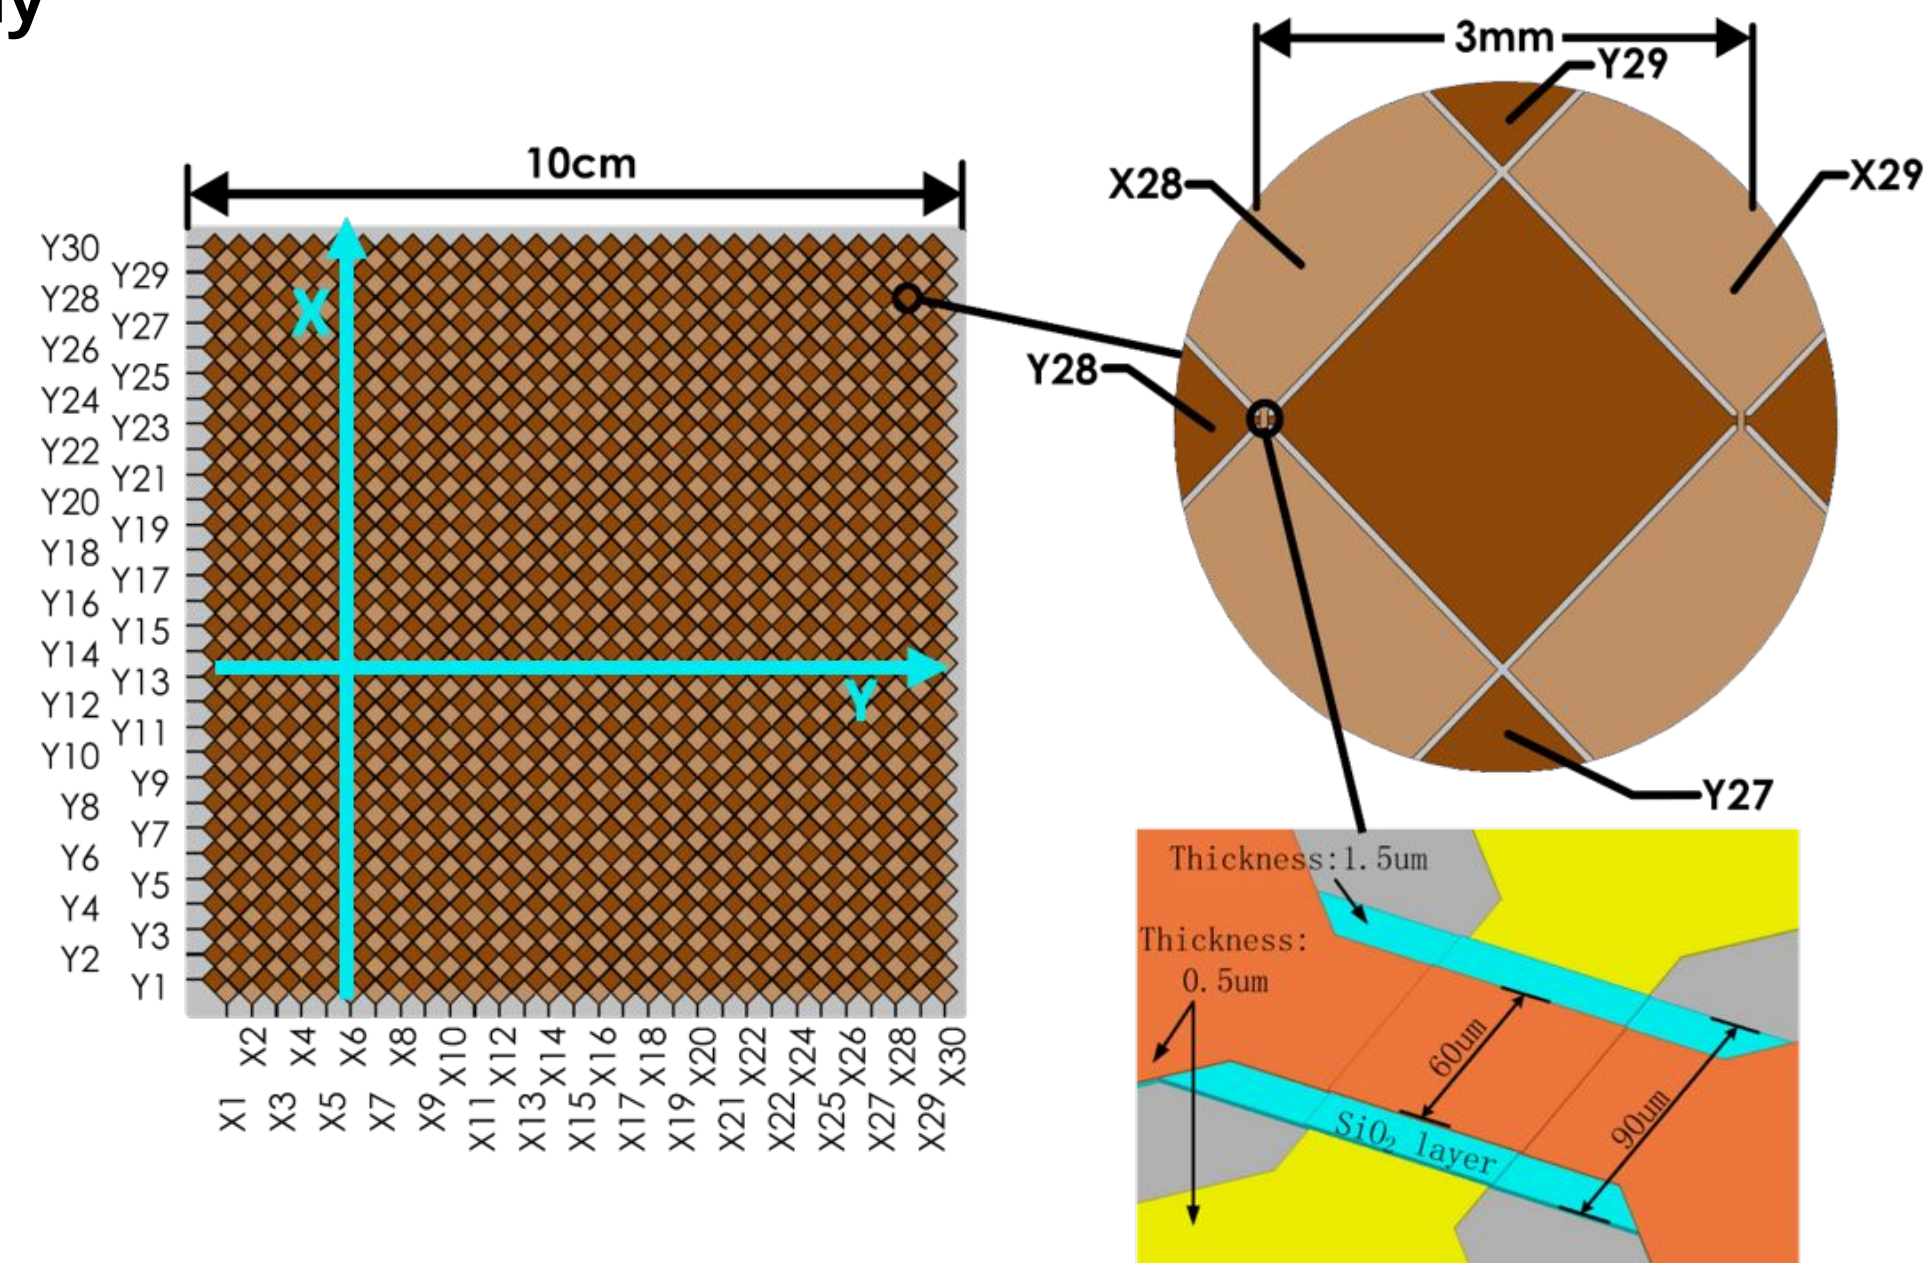 ly
3mm
Y29
X28
X29
Y28
Y27
10cm
Y30
Y29
Y28
Y27
Y26
Y25
Y24
Y23
Y22
Y21
Y20
Y19
Y18
Y17
Y16
Y15
Y14
Y13
Y12
Y11
Y10
Y9
Y8
Y7
Y6
Y5
Y4
Y3
Y2
Y1
X
Y
X2 X4 X6 X8 X10 X12 X14 X16 X18 X20 X22 X24 X26 X28 X30
X1 X3 X5 X7 X9 X11 X13 X15 X17 X19 X21 X22 X25 X27 X29
Thickness:1.5um
Thickness:
0.5um
60um
90um
SiO₂ layer